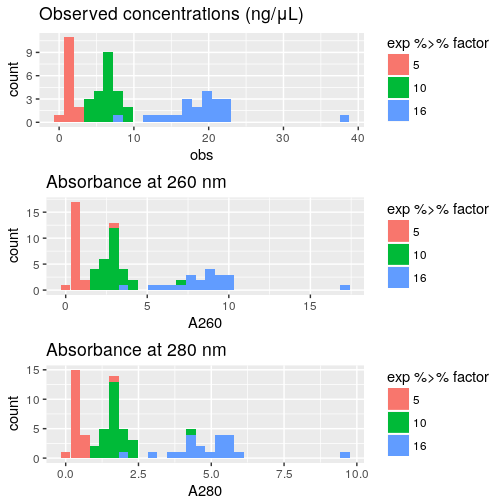 Observed concentrations (ng/μL)
count
9
6
3
0
0
10
20
30
40
obs
exp %>% factor
5
10
16
Absorbance at 260 nm
count
15
10
5
0
0
5
10
15
A260
exp %>% factor
5
10
16
Absorbance at 280 nm
count
15
10
5
0
0.0
2.5
5.0
7.5
10.0
A280
exp %>% factor
5
10
16